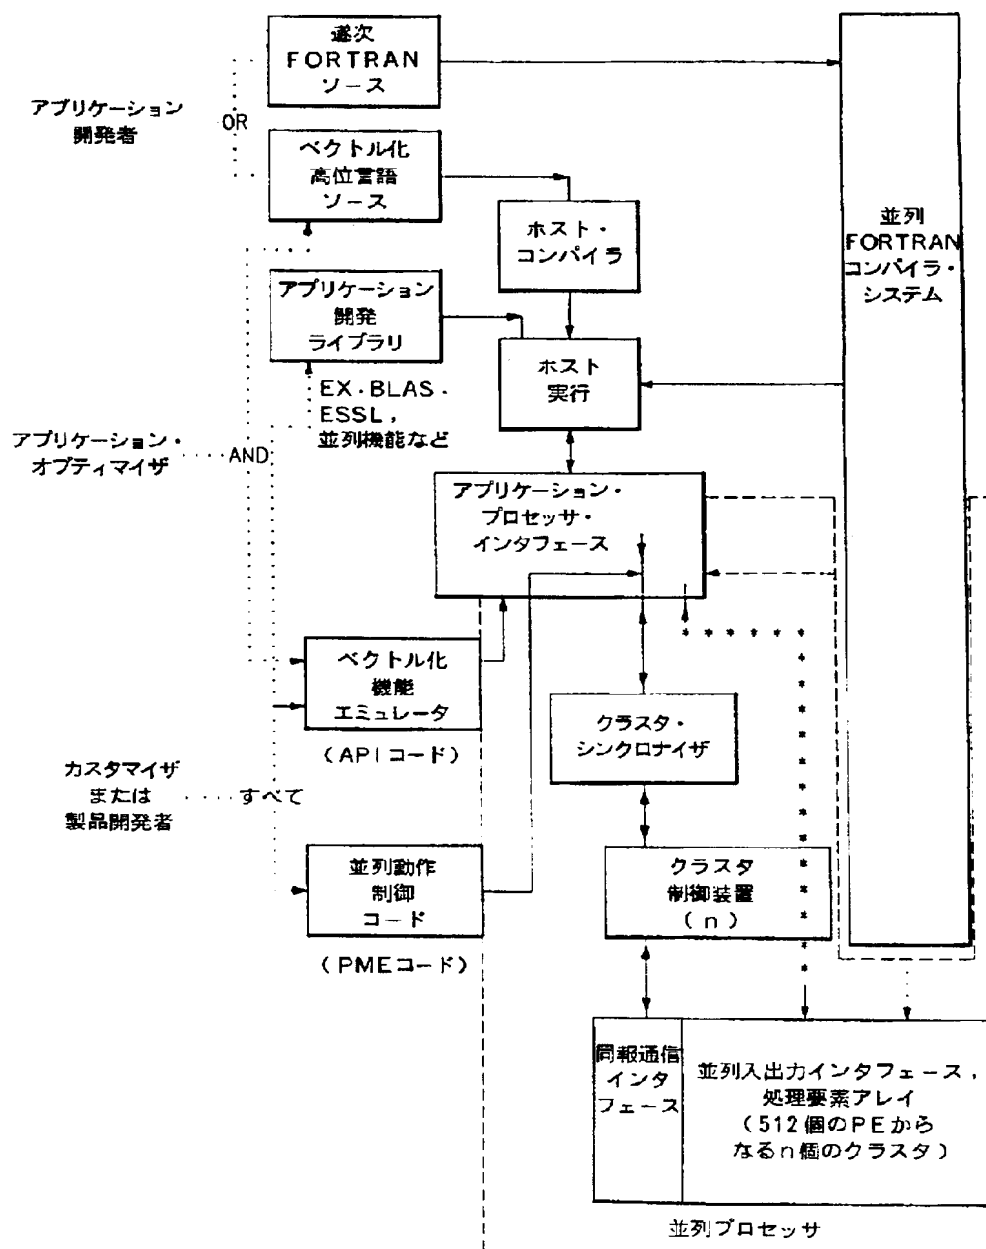 逐次
FORTRAN
ソース
アプリケーション
開発者
OR
ベクトル化
高位言語
ソース
ホスト・
コンパイラ
並列
FORTRAN
コンパイラ・
システム
アプリケーション
開発
ライブラリ
ホスト
実行
EX.BLAS.
ESSL,
並列機能など
アプリケーション・
オプティマイザ
AND
アプリケーション・
プロセッサ・
インタフェース
ベクトル化
機能
エミュレータ
(APIコード)
クラスタ・
シンクロナイザ
カスタマイザ
または
製品開発者
すべて
並列動作
制御
コード
(PMEコード)
クラスタ
制御装置
(n)
同報通信
インタ
フェース
並列入出力インタフェース,
処理要素アレイ
(512個のPEから
なるn個のクラスタ)
並列プロセッサ